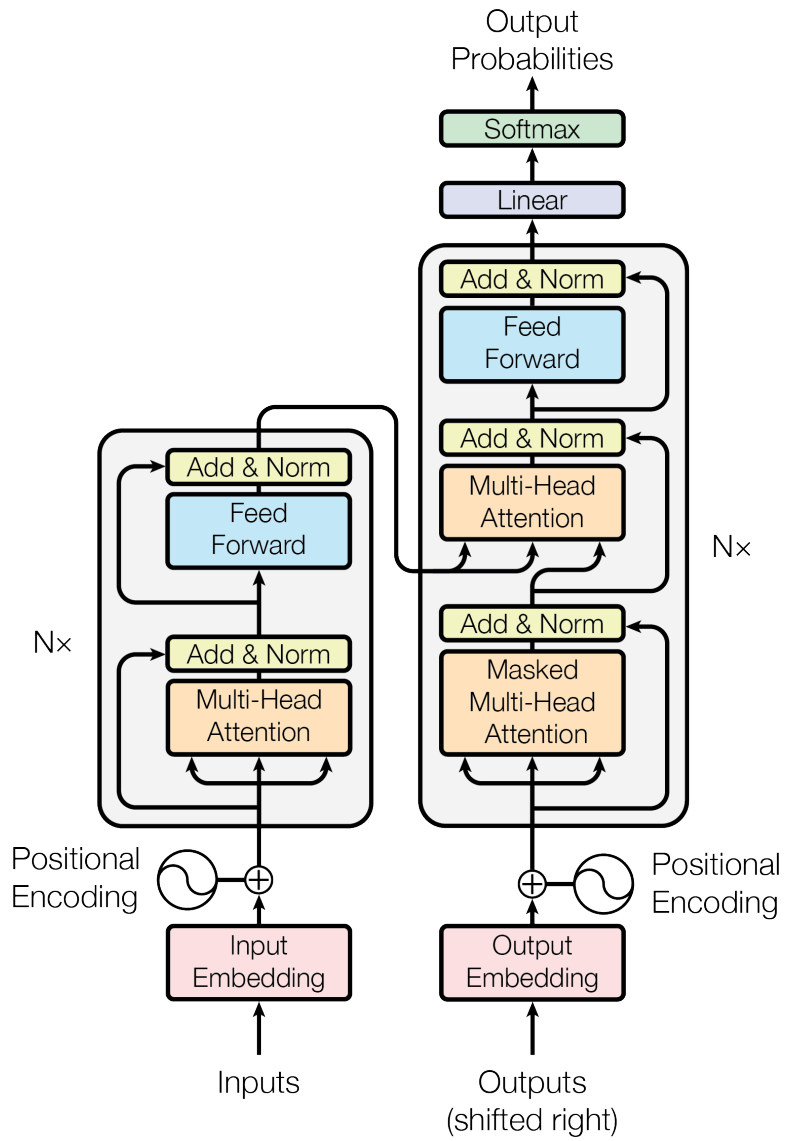 Output
Probabilities
Softmax
Linear
Add & Norm
Feed
Forward
Add & Norm
Multi-Head
Attention
Add & Norm
Masked
Multi-Head
Attention
N×
Add & Norm
Feed
Forward
Add & Norm
Multi-Head
Attention
N×
Positional
Encoding
Positional
Encoding
Input
Embedding
Output
Embedding
Inputs
Outputs
(shifted right)